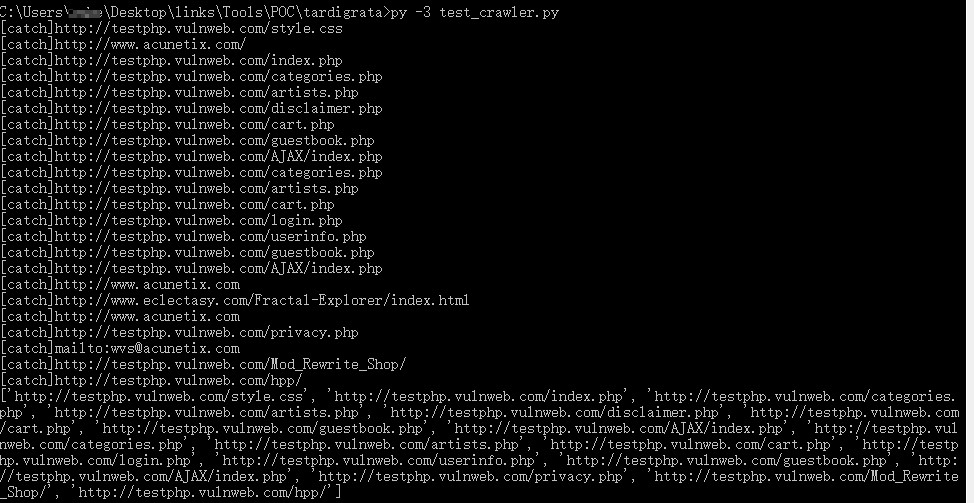 C:\Users\ \Desktop\links\Tools\POC\tardigrata>py -3 test_crawler.py
[catch]http://testphp.vulnweb.com/style.css
[catch]http://www.acunetix.com/
[catch]http://testphp.vulnweb.com/index.php
[catch]http://testphp.vulnweb.com/categories.php
[catch]http://testphp.vulnweb.com/artists.php
[catch]http://testphp.vulnweb.com/disclaimer.php
[catch]http://testphp.vulnweb.com/cart.php
[catch]http://testphp.vulnweb.com/guestbook.php
[catch]http://testphp.vulnweb.com/AJAX/index.php
[catch]http://testphp.vulnweb.com/categories.php
[catch]http://testphp.vulnweb.com/artists.php
[catch]http://testphp.vulnweb.com/cart.php
[catch]http://testphp.vulnweb.com/login.php
[catch]http://testphp.vulnweb.com/userinfo.php
[catch]http://testphp.vulnweb.com/guestbook.php
[catch]http://testphp.vulnweb.com/AJAX/index.php
[catch]http://www.acunetix.com
[catch]http://www.eclectasy.com/Fractal-Explorer/index.html
[catch]http://www.acunetix.com
[catch]http://testphp.vulnweb.com/privacy.php
[catch]mailto:wvs@acunetix.com
[catch]http://testphp.vulnweb.com/Mod_Rewrite_Shop/
[catch]http://testphp.vulnweb.com/hpp/
['http://testphp.vulnweb.com/style.css', 'http://testphp.vulnweb.com/index.php', 'http://testphp.vulnweb.com/categories.
php', 'http://testphp.vulnweb.com/artists.php', 'http://testphp.vulnweb.com/disclaimer.php', 'http://testphp.vulnweb.com
/cart.php', 'http://testphp.vulnweb.com/guestbook.php', 'http://testphp.vulnweb.com/AJAX/index.php', 'http://testphp.vul
nweb.com/categories.php', 'http://testphp.vulnweb.com/artists.php', 'http://testphp.vulnweb.com/cart.php', 'http://testp
hp.vulnweb.com/login.php', 'http://testphp.vulnweb.com/userinfo.php', 'http://testphp.vulnweb.com/guestbook.php', 'http:
//testphp.vulnweb.com/AJAX/index.php', 'http://testphp.vulnweb.com/privacy.php', 'http://testphp.vulnweb.com/Mod_Rewrite
_Shop/', 'http://testphp.vulnweb.com/hpp/']